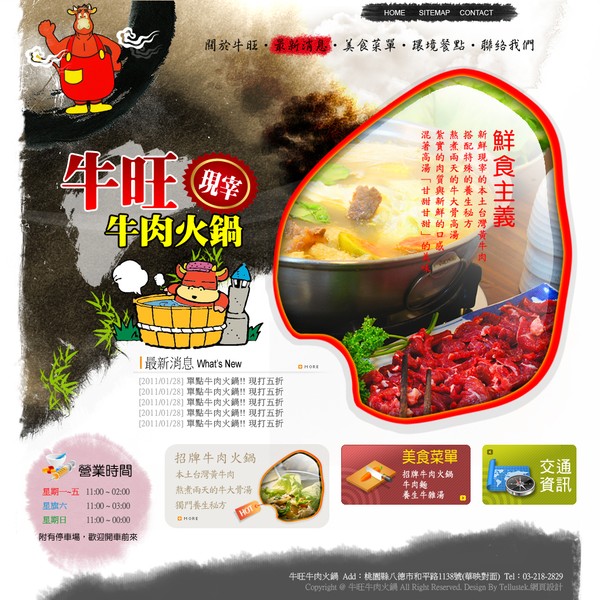 HOME SITEMAP CONTACT
關於牛旺・最新消息・美食菜單・環境餐點・聯絡我們
牛旺 現宰
牛肉火鍋
鮮食主義
新鮮現宰的本土台灣黃牛肉
搭配特殊的養生秘方
熬煮兩天的牛大骨高湯
紮實的肉質與新鮮的口感
混著高湯「甘甜甘甜」的美味
最新消息 What's New
MORE
[2011/01/28] 單點牛肉火鍋!! 現打五折
[2011/01/28] 單點牛肉火鍋!! 現打五折
[2011/01/28] 單點牛肉火鍋!! 現打五折
[2011/01/28] 單點牛肉火鍋!! 現打五折
[2011/01/28] 單點牛肉火鍋!! 現打五折
營業時間
星期一~五 11:00 ~ 02:00
星期六 11:00 ~ 03:00
星期日 11:00 ~ 00:00
附有停車場，歡迎開車前來
招牌牛肉火鍋
本土台灣黃牛肉
熬煮兩天的牛大骨湯
獨門養生秘方
MORE
HOT
美食菜單
招牌牛肉火鍋
牛肉麵
養生牛雜湯
交通
資訊
牛旺牛肉火鍋 Add：桃園縣八德市和平路1138號(華映對面) Tel：03-218-2829
Copyright @ 牛旺牛肉火鍋 All Right Reserved. Design By Tellustek.網頁設計